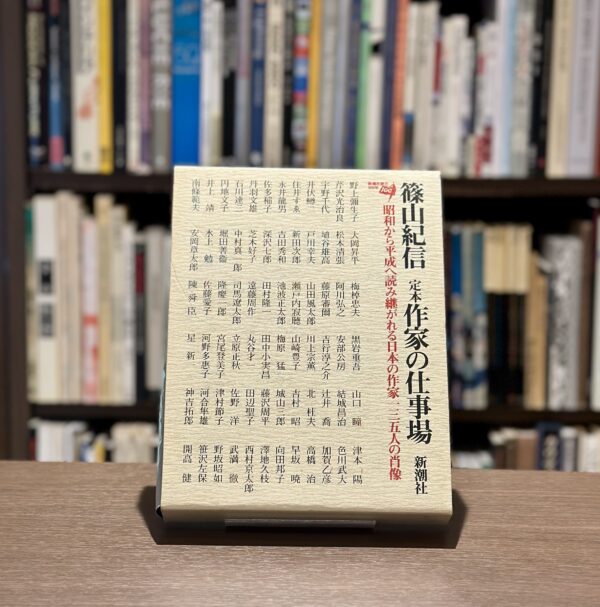 篠山紀信 定本 作家の仕事場 新潮社
昭和から平成へ読み継がれる日本の作家一三五人の肖像
野上彌生子 大岡昇平 梅棹忠夫 黒岩重吾 山口 瞳 津本 陽
芹沢光治良 松本清張 阿川弘之 安部公房 結城昌治 色川武大
宇野千代 埴谷雄高 藤原審爾 吉行淳之介 辻井 喬 加賀乙彦
井伏鱒二 戸川幸夫 山田風太郎 川上宗薫 北 杜夫 高橋 治
住井すゑ 新田次郎 瀬戸内寂聴 山崎豊子 吉村 昭 早坂 暁
永井龍男 吉田秀和 池波正太郎 梅原 猛 城山三郎 向田邦子
佐多稲子 深沢七郎 田村隆一 田中小実昌 藤沢周平 澤地久枝
丹羽文雄 芝木好子 遠藤周作 丸谷才一 田辺聖子 西村京太郎
石川達三 中村真一郎 司馬遼太郎 立原正秋 佐野 洋 武満 徹
円地文子 堀田善衞 隆慶一郎 宮尾登美子 津村節子 野坂昭如
井上 靖 水上 勉 佐藤愛子 河野多惠子 河合隼雄 笹沢左保
南條範夫 安岡章太郎 陳 舜臣 星 新一 神吉拓郎 開高 健